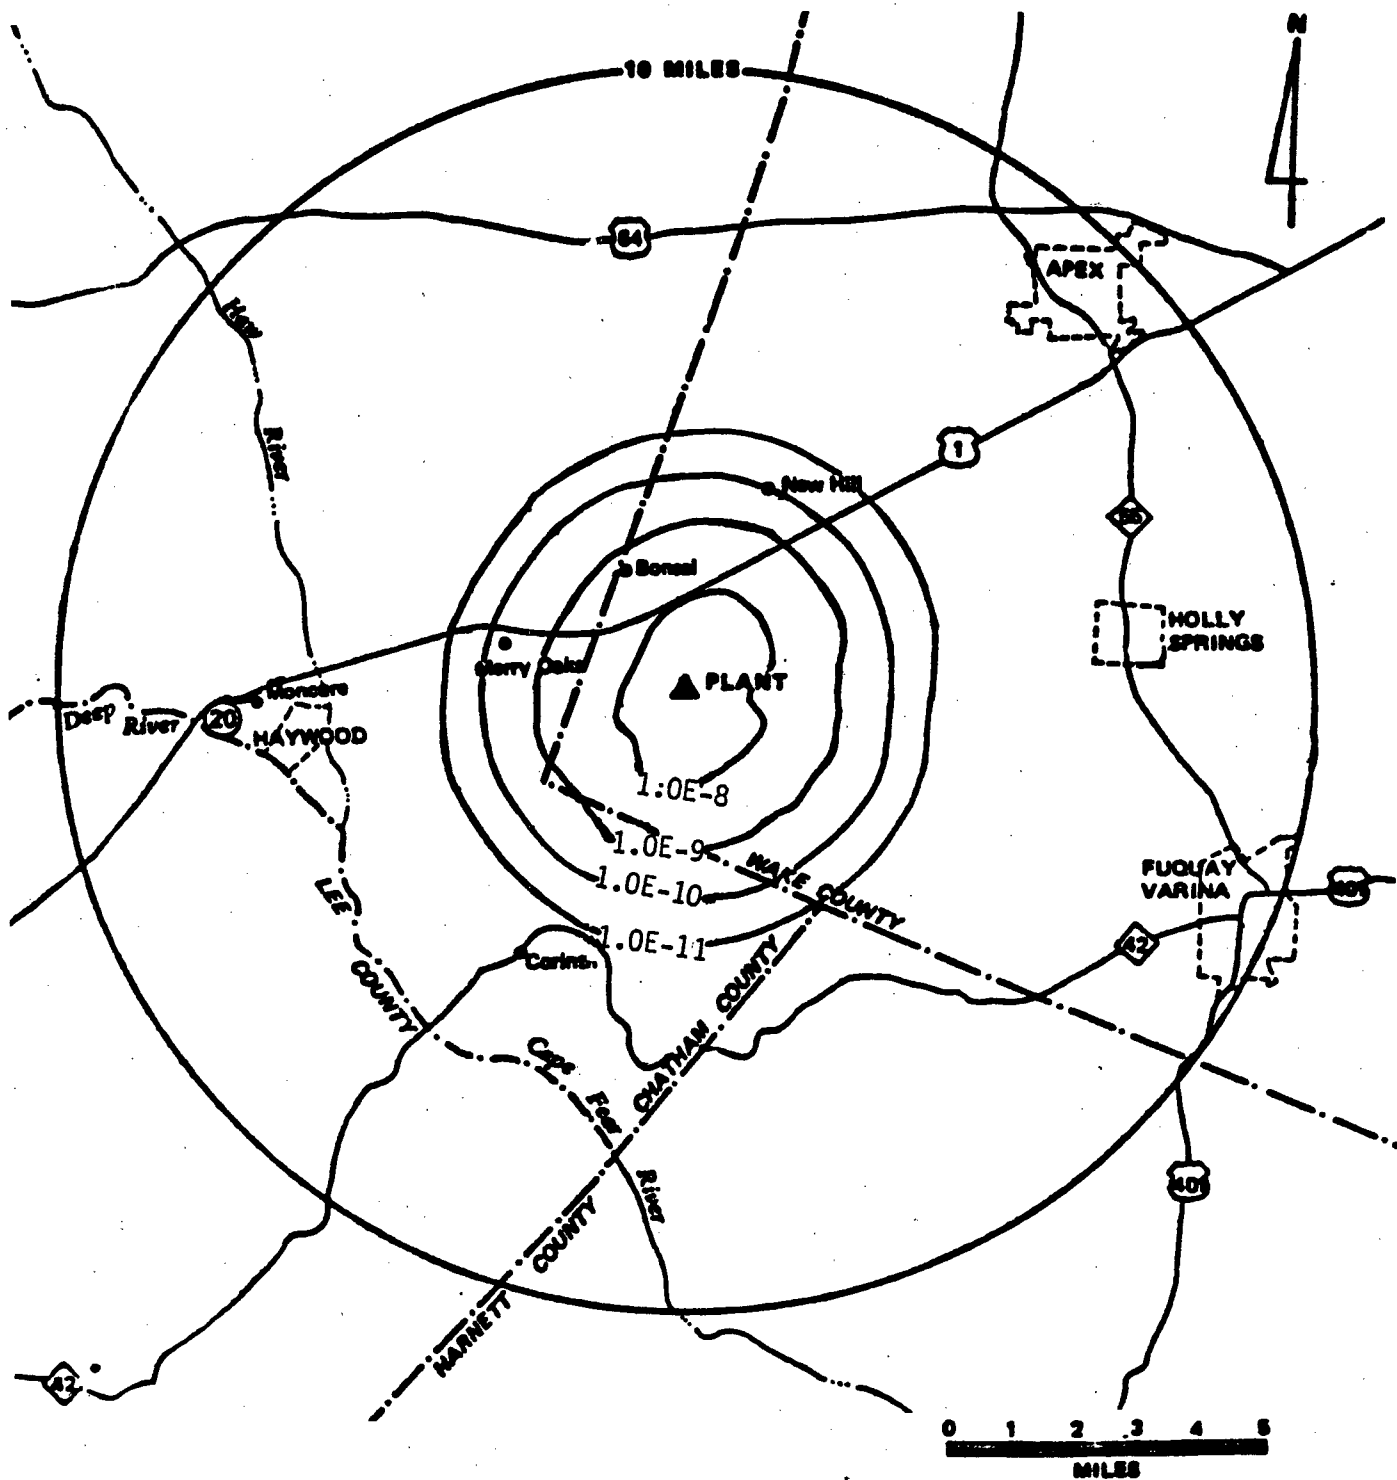 N
10 MILES
64
APEX
Haw
River
1
New Hill
55
Bonsal
HOLLY
SPRINGS
Merry Oaks
PLANT
Moncure
Deep River
20
HAYWOOD
1.0E-8
1.0E-9
WAKE COUNTY
1.0E-10
FUQUAY
VARINA
401
LEE
COUNTY
1.0E-11
42
CHATHAM COUNTY
Cape
Fear
River
401
HARNETT COUNTY
42
0 1 2 3 4 5
MILES